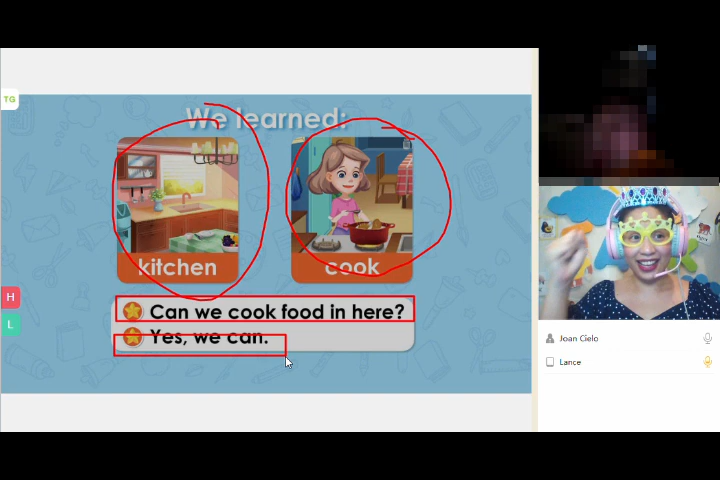 TG
We learned:
kitchen
cook
Can we cook food in here?
Yes, we can.
H
L
Joan Cielo
Lance